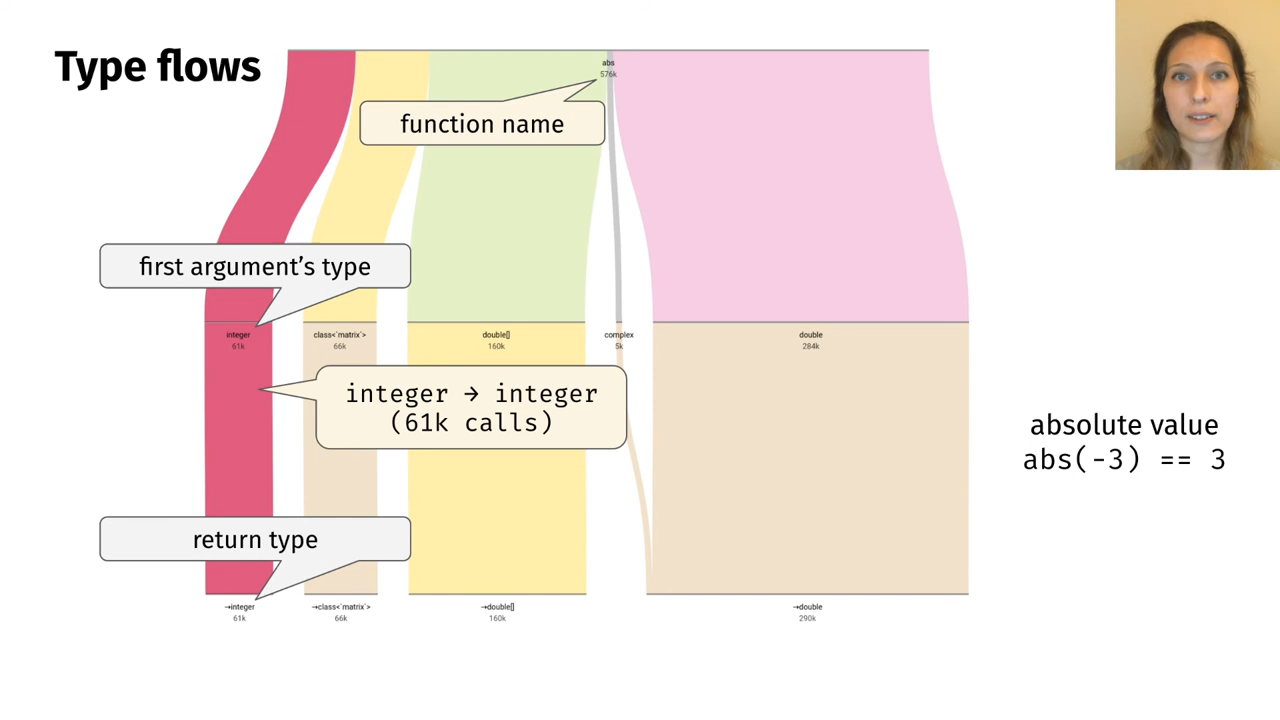 Type flows
abs
576k
function name
first argument’s type
integer
61k
class<`matrix`>
66k
double[]
160k
complex
5k
double
284k
integer → integer
(61k calls)
absolute value
abs(-3) == 3
return type
→integer
61k
→class<`matrix`>
66k
→double[]
160k
→double
290k